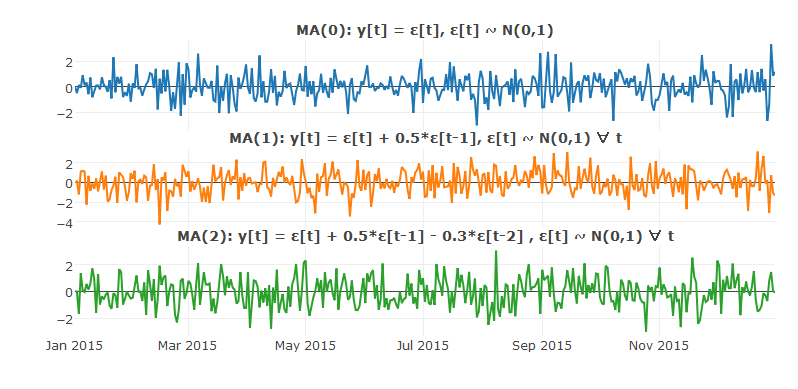 MA(0): y[t] = ε[t], ε[t] ~ N(0,1)
2
0
−2
MA(1): y[t] = ε[t] + 0.5*ε[t-1], ε[t] ~ N(0,1) ∀ t
2
0
−2
−4
MA(2): y[t] = ε[t] + 0.5*ε[t-1] - 0.3*ε[t-2] , ε[t] ~ N(0,1) ∀ t
2
0
−2
Jan 2015 Mar 2015 May 2015 Jul 2015 Sep 2015 Nov 2015